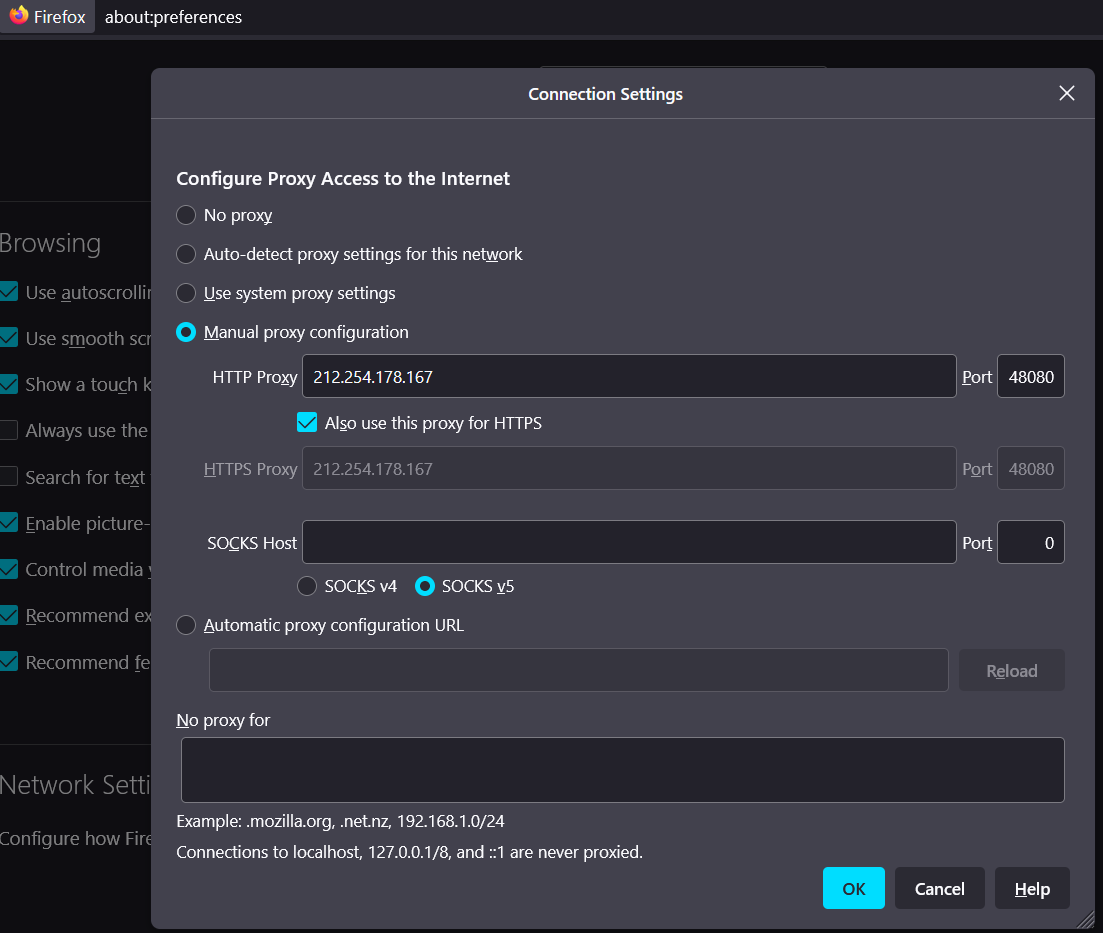 Firefox about:preferences
Connection Settings
Configure Proxy Access to the Internet
No proxy
Browsing
Auto-detect proxy settings for this network
Use autoscrollin
Use system proxy settings
Use smooth scr
Manual proxy configuration
Show a touch k
HTTP Proxy 212.254.178.167 Port 48080
Always use the
Also use this proxy for HTTPS
Search for text
HTTPS Proxy 212.254.178.167 Port 48080
Enable picture-
SOCKS Host Port 0
Control media
SOCKS v4 SOCKS v5
Recommend ex
Automatic proxy configuration URL
Recommend fe
Reload
No proxy for
Network Setti
Example: .mozilla.org, .net.nz, 192.168.1.0/24
Configure how Fire
Connections to localhost, 127.0.0.1/8, and ::1 are never proxied.
OK Cancel Help